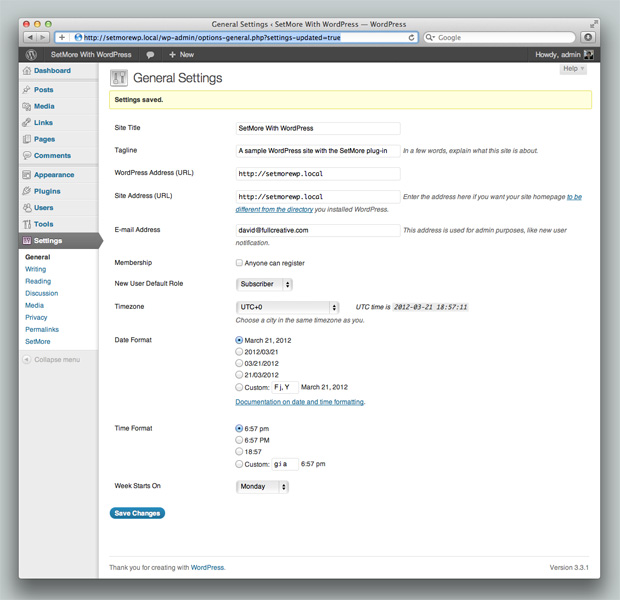 General Settings ‹ SetMore With WordPress — WordPress
http://setmorewp.local/wp-admin/options-general.php?settings-updated=true
Google
SetMore With WordPress
New
Howdy, admin
Help
Dashboard
Posts
Media
Links
Pages
Comments
Appearance
Plugins
Users
Tools
Settings
General
Writing
Reading
Discussion
Media
Privacy
Permalinks
SetMore
Collapse menu
General Settings
Settings saved.
Site Title
SetMore With WordPress
Tagline
A sample WordPress site with the SetMore plug-in
In a few words, explain what this site is about.
WordPress Address (URL)
http://setmorewp.local
Site Address (URL)
http://setmorewp.local
Enter the address here if you want your site homepage to be
different from the directory you installed WordPress.
E-mail Address
david@fullcreative.com
This address is used for admin purposes, like new user
notification.
Membership
Anyone can register
New User Default Role
Subscriber
Timezone
UTC+0
UTC time is 2012-03-21 18:57:11
Choose a city in the same timezone as you.
Date Format
March 21, 2012
2012/03/21
03/21/2012
21/03/2012
Custom: F j, Y March 21, 2012
Documentation on date and time formatting.
Time Format
6:57 pm
6:57 PM
18:57
Custom: g:i a 6:57 pm
Week Starts On
Monday
Save Changes
Thank you for creating with WordPress.
Version 3.3.1